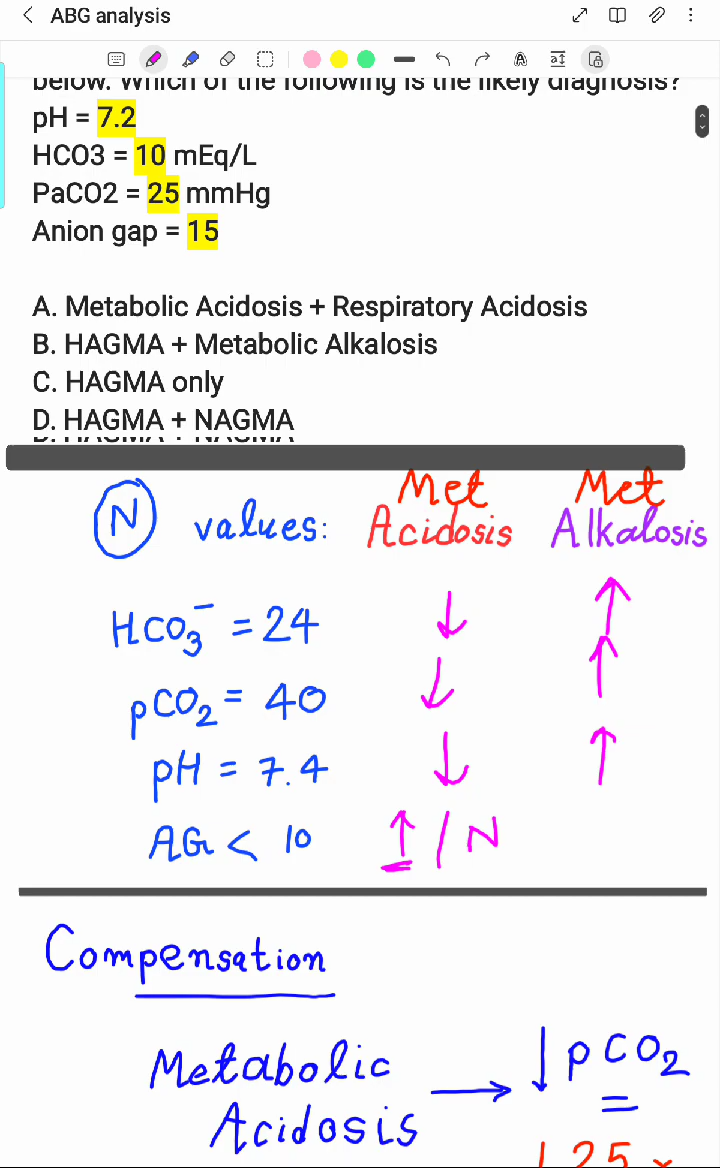 ABG analysis
below. Which of the following is the likely diagnosis?
pH = 7.2
HCO3 = 10 mEq/L
PaCO2 = 25 mmHg
Anion gap = 15
A. Metabolic Acidosis + Respiratory Acidosis
B. HAGMA + Metabolic Alkalosis
C. HAGMA only
D. HAGMA + NAGMA
N values: Met Acidosis Met Alkalosis
HCO₃⁻ = 24 ↓ ↑
pCO₂ = 40 ↓ ↑
pH = 7.4 ↓ ↑
AG < 10 ↑ / N
Compensation
Metabolic Acidosis → ↓ pCO₂